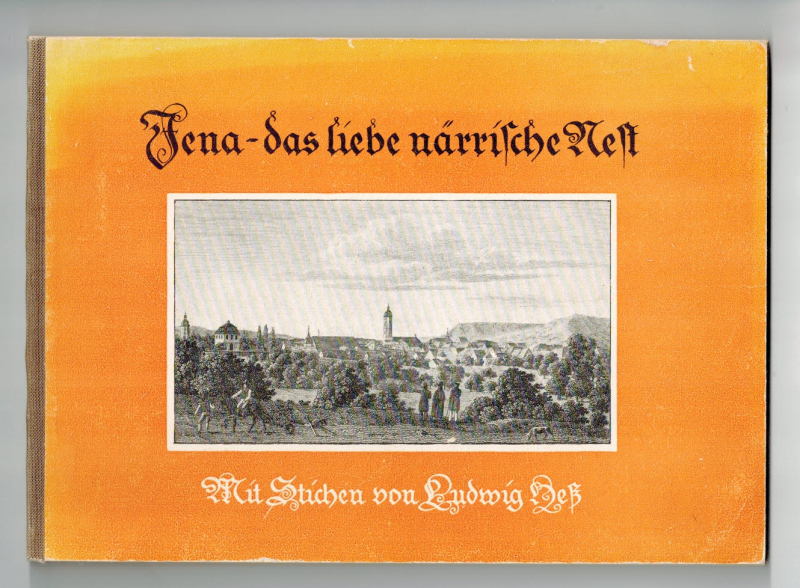 Jena-das liebe närrische Nest
Mit Stichen von Ludwig Heß